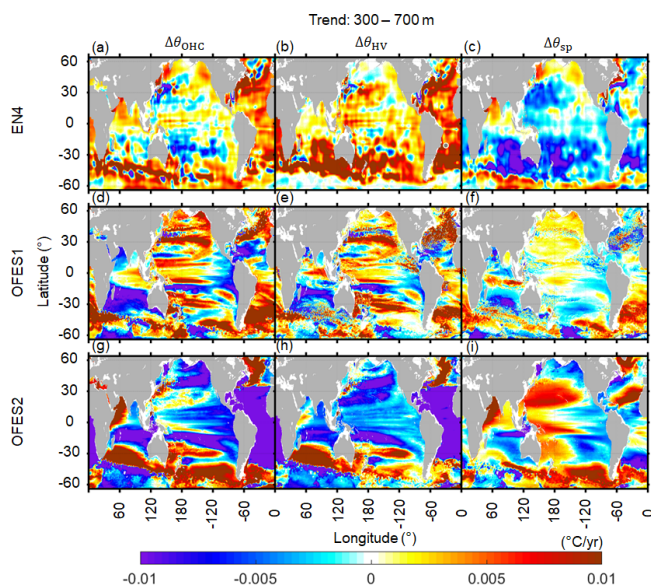 Trend: 300 – 700 m
(a) Δθ_OHC (b) Δθ_HV (c) Δθ_sp
60
30
EN4 0
-30
-60
(d) (e) (f)
60
30
OFES1 Latitude (°) 0
-30
-60
(g) (h) (i)
60
30
OFES2 0
-30
-60
60 120 180 -120 -60 0 60 120 180 -120 -60 0 60 120 180 -120 -60 0
Longitude (°) (°C/yr)
-0.01 -0.005 0 0.005 0.01